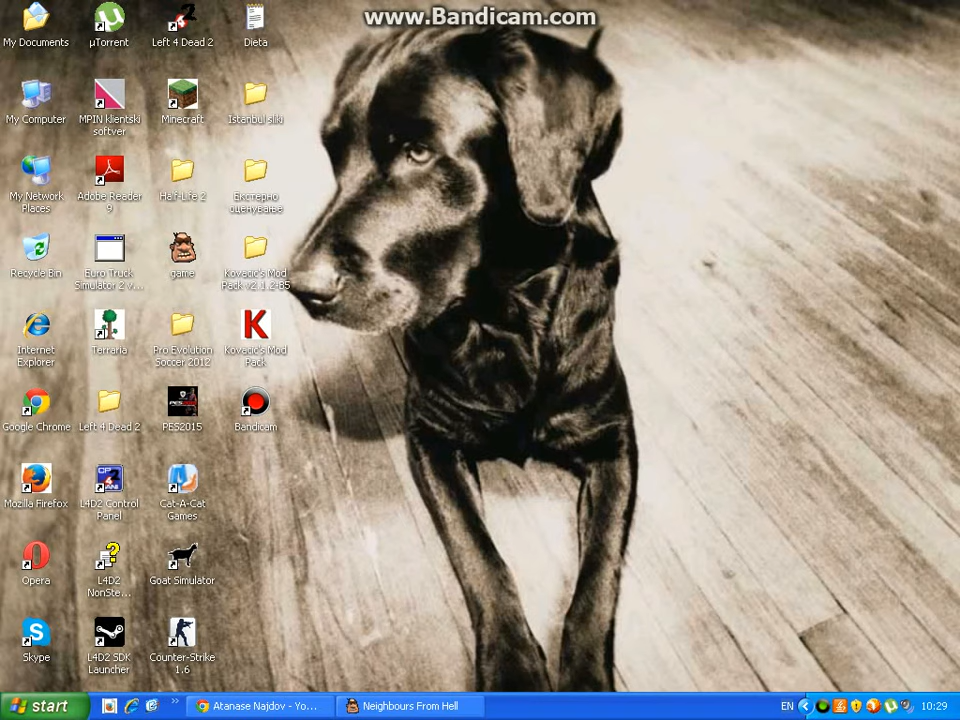 www.Bandicam.com
My Documents
µTorrent
Left 4 Dead 2
Dieta
My Computer
MPIN klientski
softver
Minecraft
Istanbul sliki
My Network
Places
Adobe Reader
9
Half-Life 2
Екстерно
оценување
Recycle Bin
Euro Truck
Simulator 2 v...
game
Kovacic's Mod
Pack v2.1.2-B5
Internet
Explorer
Terraria
Pro Evolution
Soccer 2012
Kovacic's Mod
Pack
Google Chrome
Left 4 Dead 2
PES2015
Bandicam
Mozilla Firefox
L4D2 Control
Panel
Cat-A-Cat
Games
Opera
L4D2
NonSte...
Goat Simulator
Skype
L4D2 SDK
Launcher
Counter-Strike
1.6
start
Atanase Najdov - Yo...
Neighbours From Hell
EN
10:29